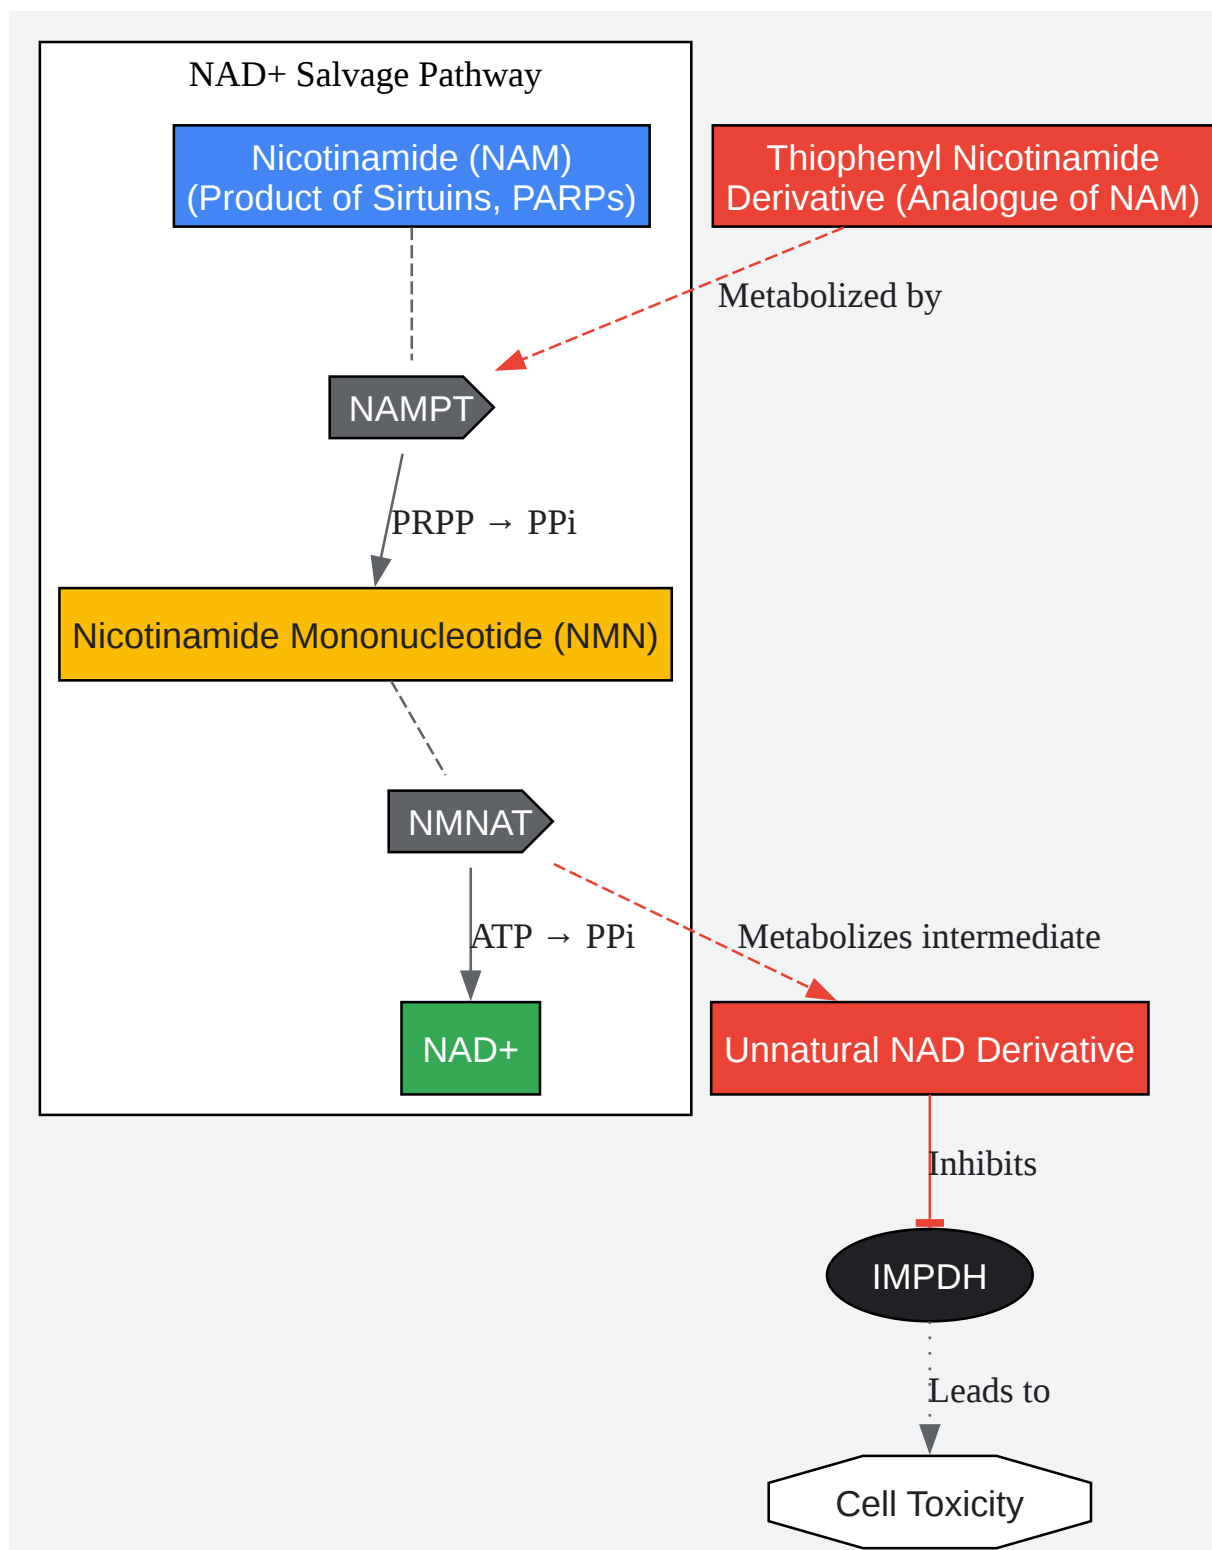 NAD+ Salvage Pathway
Nicotinamide (NAM)
(Product of Sirtuins, PARPs)
Thiophenyl Nicotinamide
Derivative (Analogue of NAM)
Metabolized by
NAMPT
PRPP → PPi
Nicotinamide Mononucleotide (NMN)
NMNAT
ATP → PPi
Metabolizes intermediate
NAD+
Unnatural NAD Derivative
Inhibits
IMPDH
Leads to
Cell Toxicity